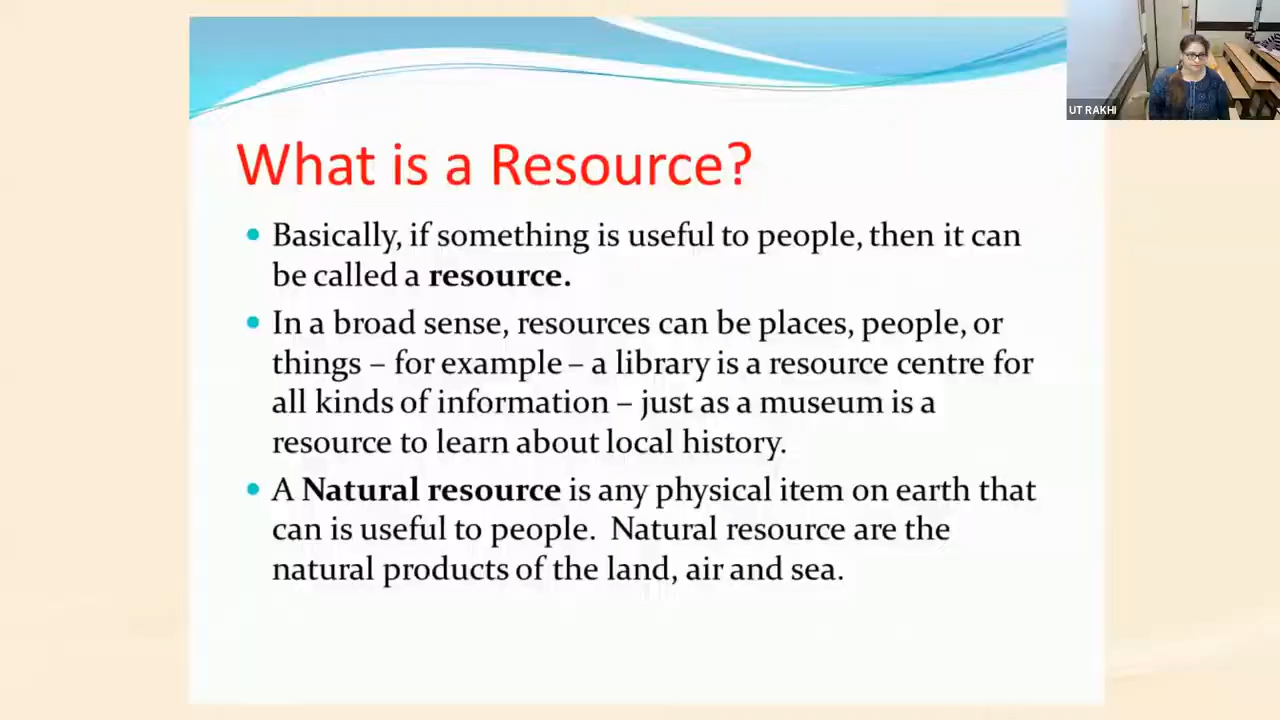 UT RAKHI
What is a Resource?
• Basically, if something is useful to people, then it can
be called a resource.
• In a broad sense, resources can be places, people, or
things – for example – a library is a resource centre for
all kinds of information – just as a museum is a
resource to learn about local history.
• A Natural resource is any physical item on earth that
can is useful to people.  Natural resource are the
natural products of the land, air and sea.